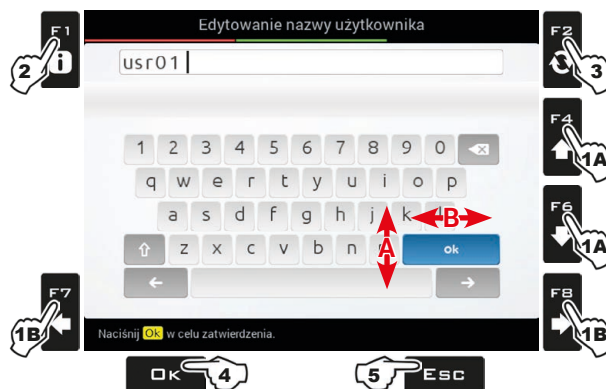 Edytowanie nazwy użytkownika
F1
F2
usr01
2
3
F4
1 2 3 4 5 6 7 8 9 0
1A
q w e r t y u i o p
F6
a s d f g h j k
B
1A
z x c v b n
A
ok
F7
F8
1B
1B
Naciśnij Ok w celu zatwierdzenia.
OK
4
5
ESC